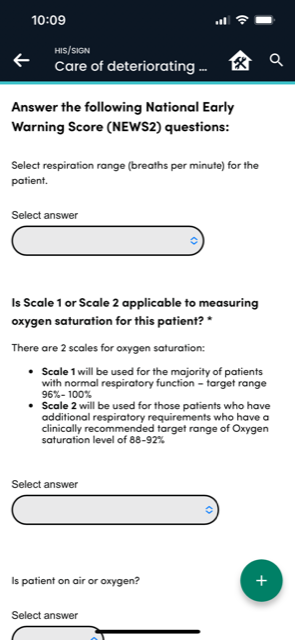 10:09
HIS/SIGN
Care of deteriorating ...
Answer the following National Early
Warning Score (NEWS2) questions:
Select respiration range (breaths per minute) for the
patient.
Select answer
Is Scale 1 or Scale 2 applicable to measuring
oxygen saturation for this patient? *
There are 2 scales for oxygen saturation:
• Scale 1 will be used for the majority of patients
with normal respiratory function – target range
96%- 100%
• Scale 2 will be used for those patients who have
additional respiratory requirements who have a
clinically recommended target range of Oxygen
saturation level of 88-92%
Select answer
Is patient on air or oxygen?
Select answer